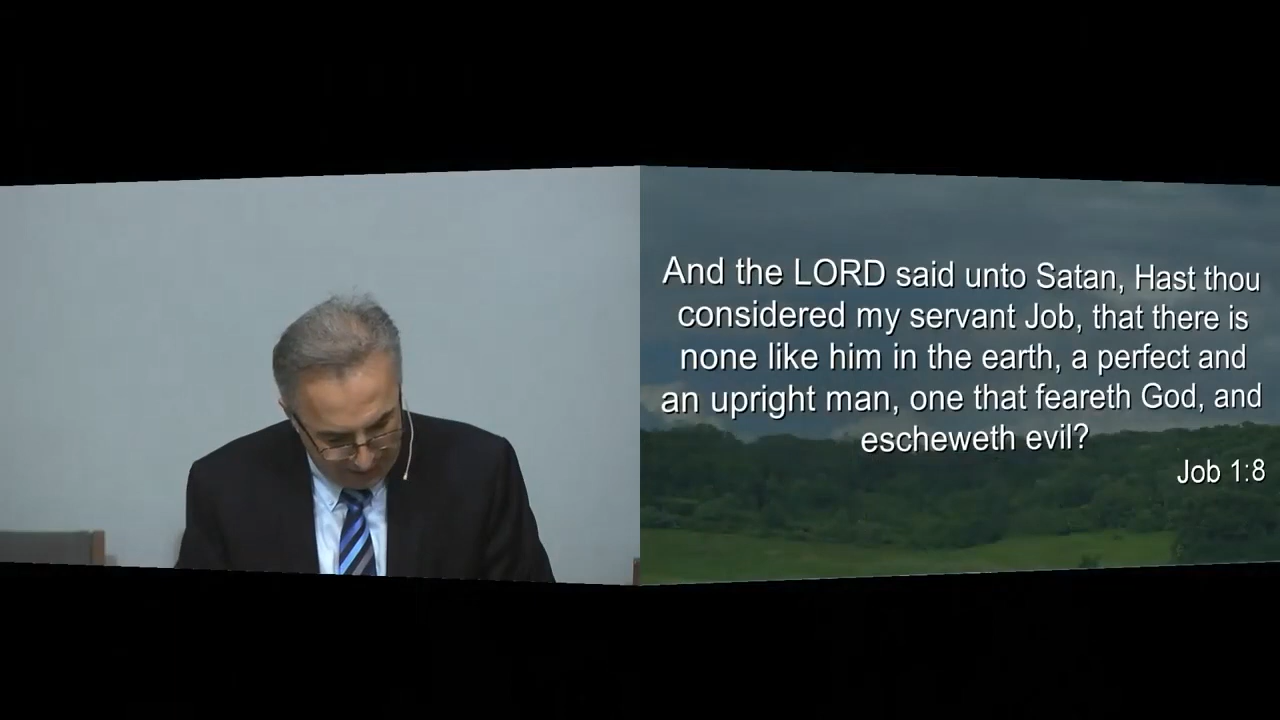 And the LORD said unto Satan, Hast thou
considered my servant Job, that there is
none like him in the earth, a perfect and
an upright man, one that feareth God, and
escheweth evil?
Job 1:8